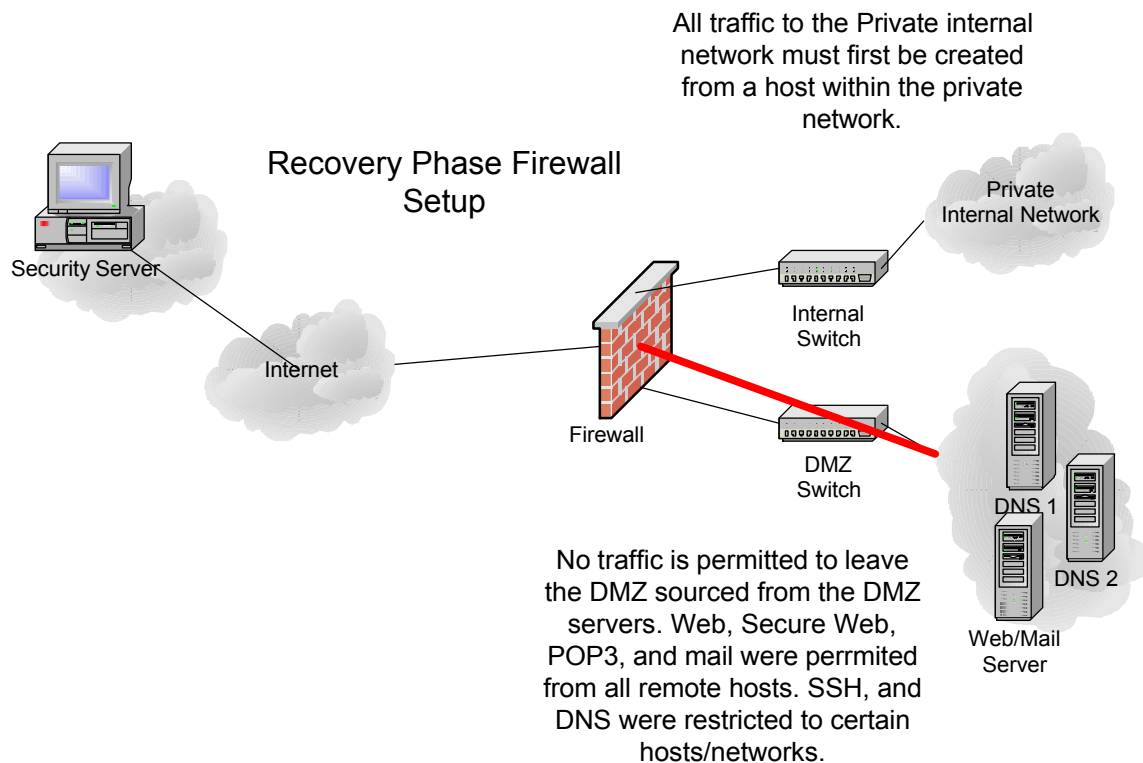 All traffic to the Private internal
network must first be created
from a host within the private
network.
Recovery Phase Firewall
Setup
Private
Internal Network
Security Server
Internal
Switch
Internet
Firewall
DMZ
Switch
DNS 1
DNS 2
Web/Mail
Server
No traffic is permitted to leave
the DMZ sourced from the DMZ
servers. Web, Secure Web,
POP3, and mail were perrmited
from all remote hosts. SSH, and
DNS were restricted to certain
hosts/networks.